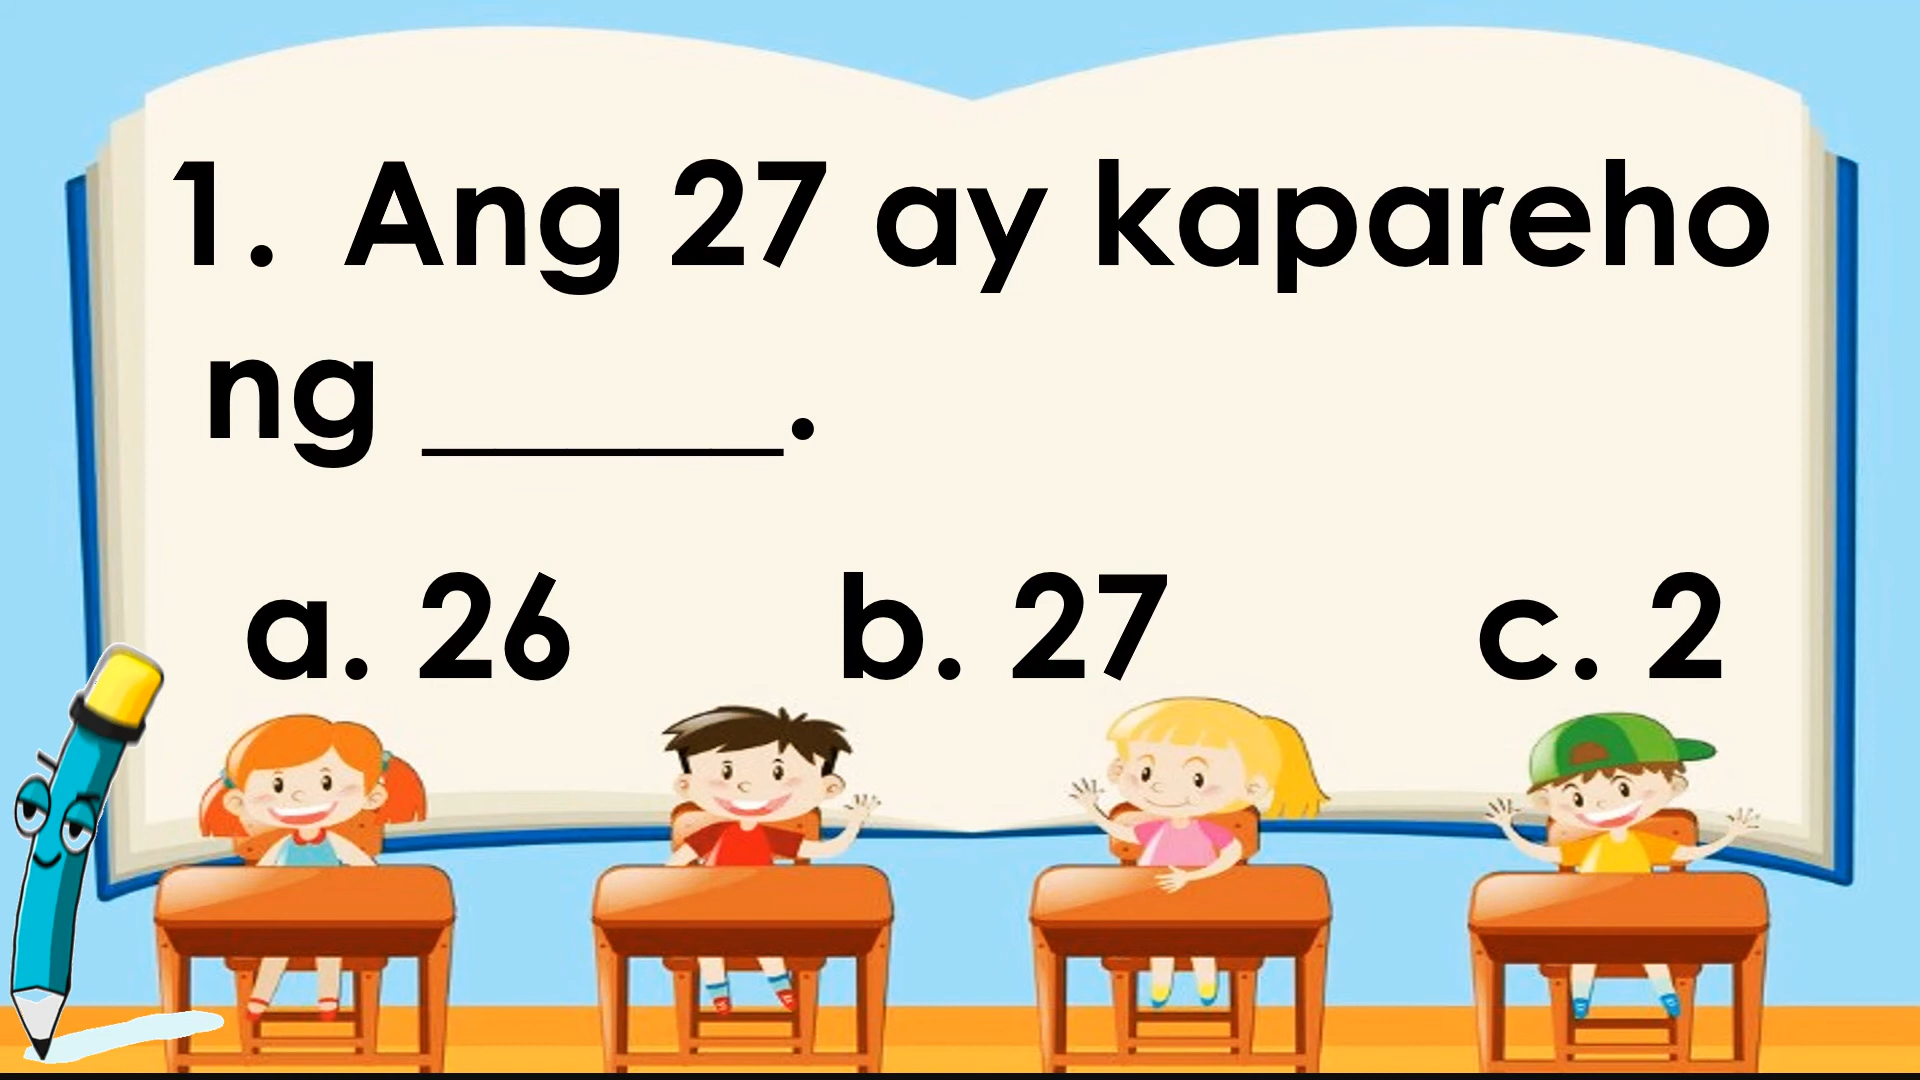 1. Ang 27 ay kapareho
ng ______.
a. 26 b. 27 c. 2